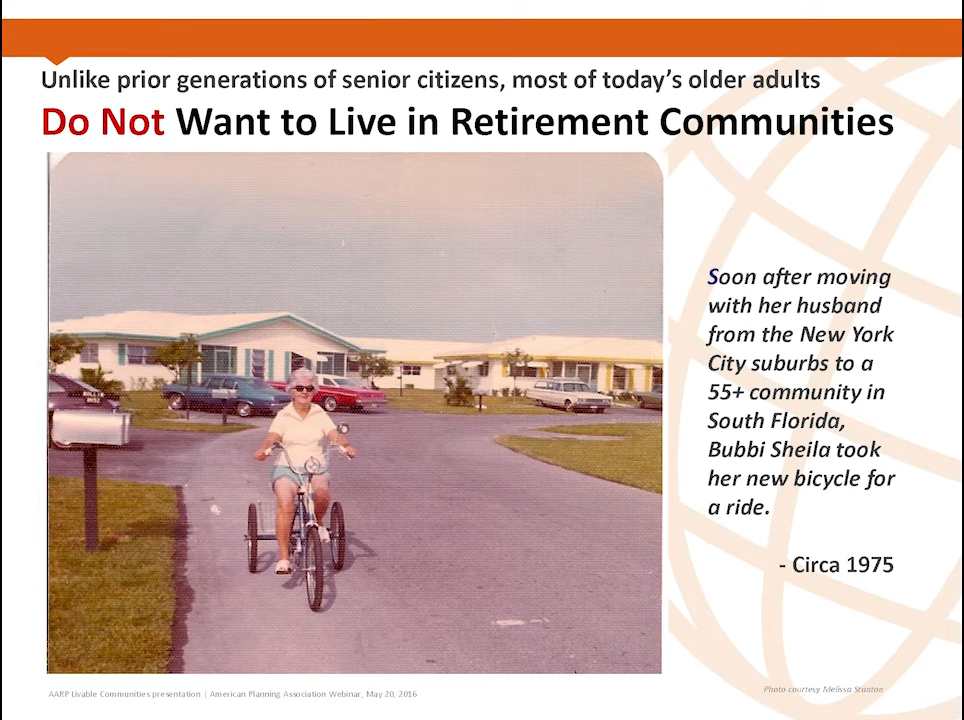 Unlike prior generations of senior citizens, most of today's older adults
Do Not Want to Live in Retirement Communities
Soon after moving
with her husband
from the New York
City suburbs to a
55+ community in
South Florida,
Bubbi Sheila took
her new bicycle for
a ride.
- Circa 1975
AARP Livable Communities presentation | American Planning Association Webinar, May 20, 2016
Photo courtesy Melissa Stanton